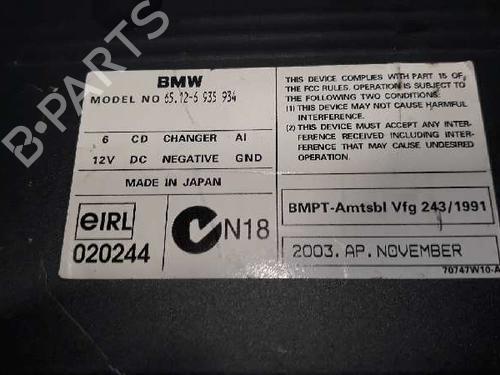 B-PARTS
BMW
MODEL NO 65.12-6 935 934
6 CD CHANGER AI
12V DC NEGATIVE GND
MADE IN JAPAN
eIRL
020244
N18
THIS DEVICE COMPLIES WITH PART 15 OF
THE FCC RULES. OPERATION IS SUBJECT TO
THE FOLLOWING TWO CONDITIONS:
(1) THIS DEVICE MAY NOT CAUSE HARMFUL
INTERFERENCE.
(2) THIS DEVICE MUST ACCEPT ANY INTER-
FERENCE RECEIVED INCLUDING INTERFER-
ENCE THAT MAY CAUSE UNDESIRED
OPERATION.
BMPT-Amtsbl Vfg 243/1991
2003. AP. NOVEMBER
70747W10-A